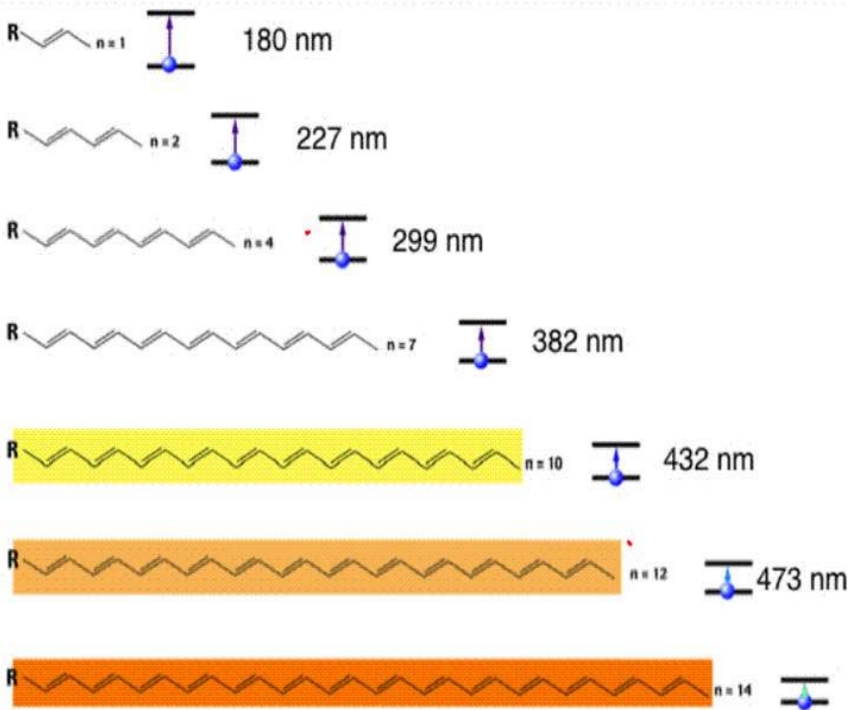 R n = 1 180 nm
R n = 2 227 nm
R n = 4 299 nm
R n = 7 382 nm
R n = 10 432 nm
R n = 12 473 nm
R n = 14